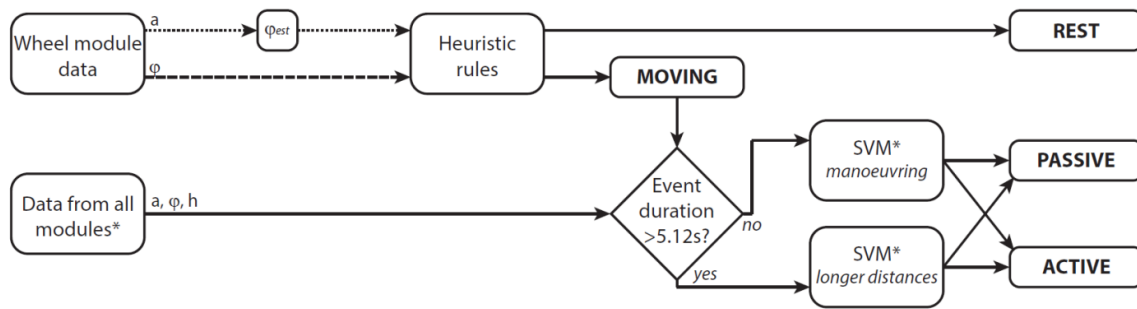 Wheel module
data
a
φ
φest
Heuristic
rules
REST
MOVING
Data from all
modules*
a, φ, h
Event
duration
>5.12s?
no
yes
SVM*
manoeuvring
SVM*
longer distances
PASSIVE
ACTIVE